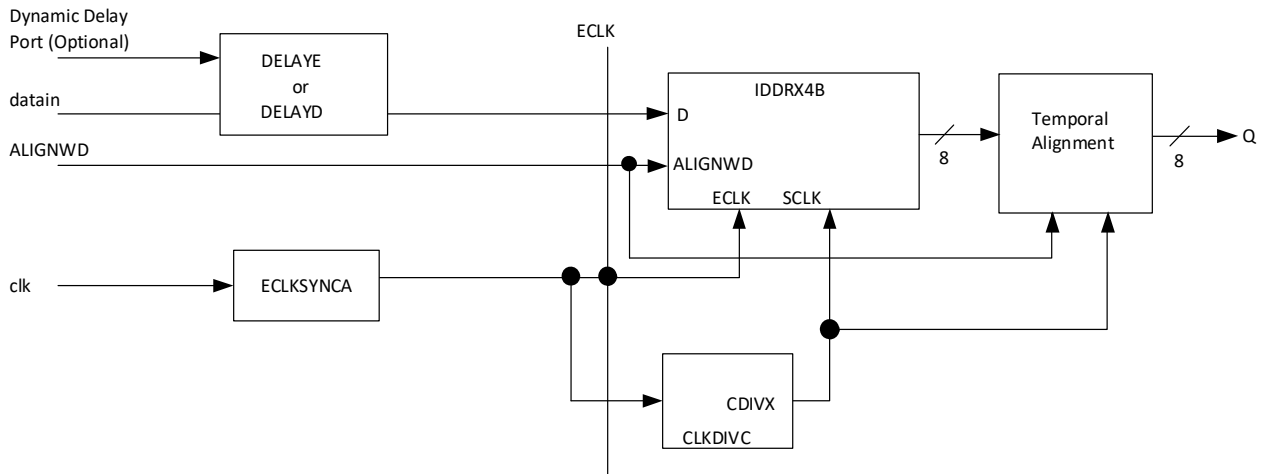 Dynamic Delay
Port (Optional)
ECLK
DELAYE
or
DELAYD
IDDRX4B
datain
D
Temporal
Alignment
Q
8
8
ALIGNWD
ALIGNWD
ECLK SCLK
clk
ECLKSYNCA
CDIVX
CLKDIVC